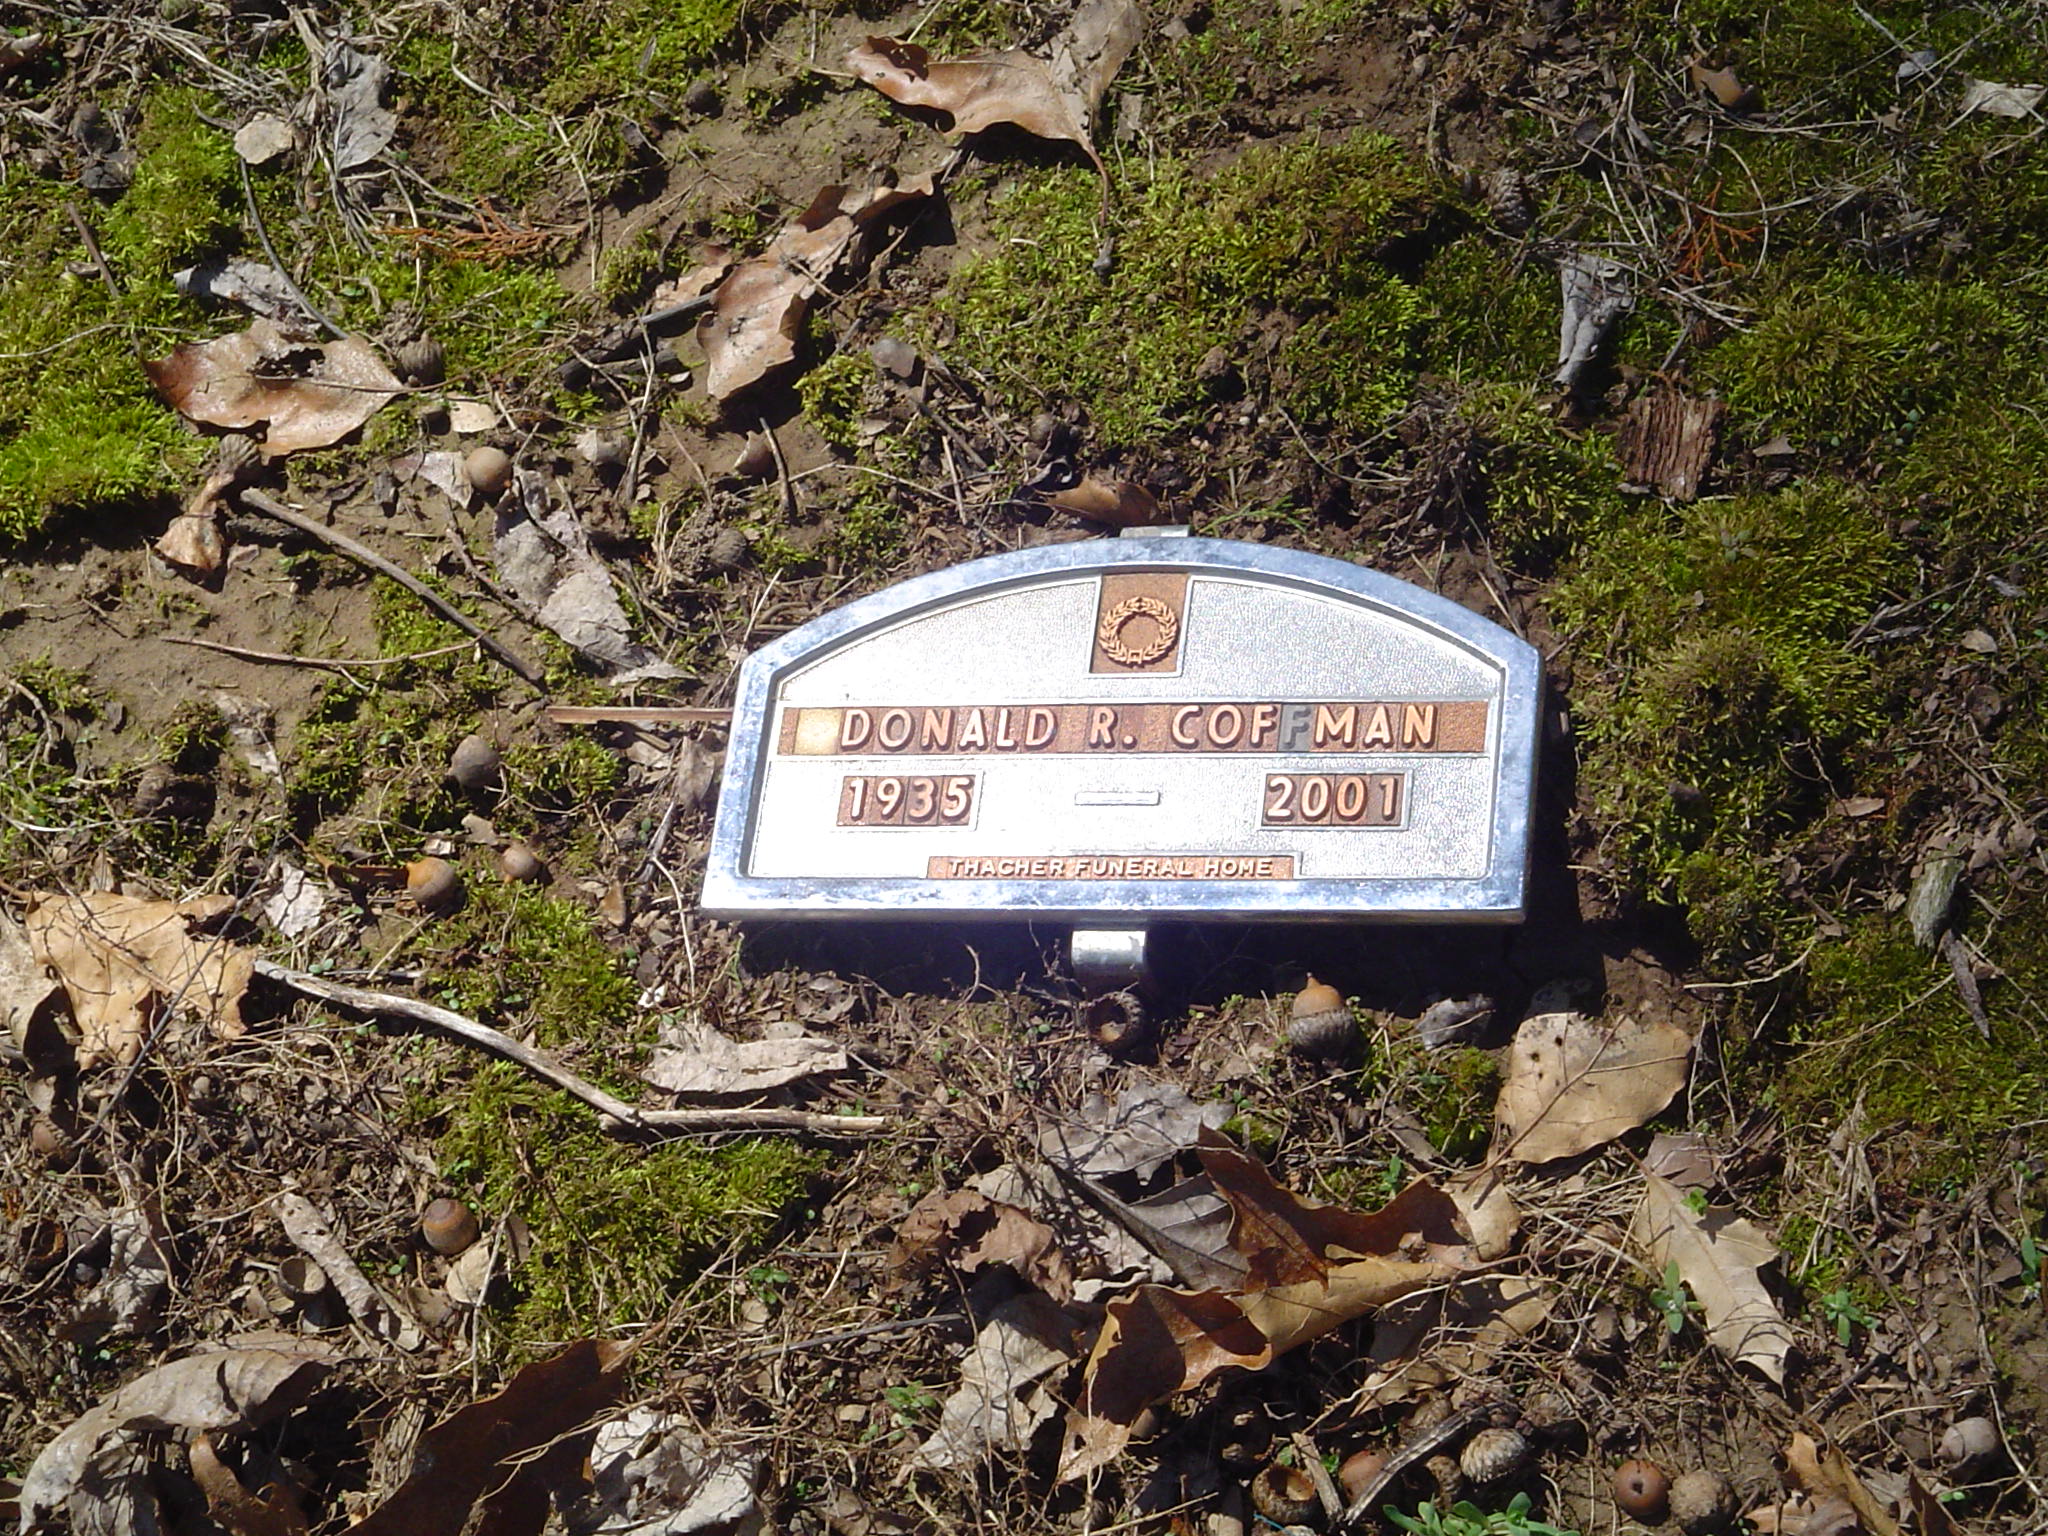 DONALD R. COFFMAN
1935 — 2001
THACHER FUNERAL HOME